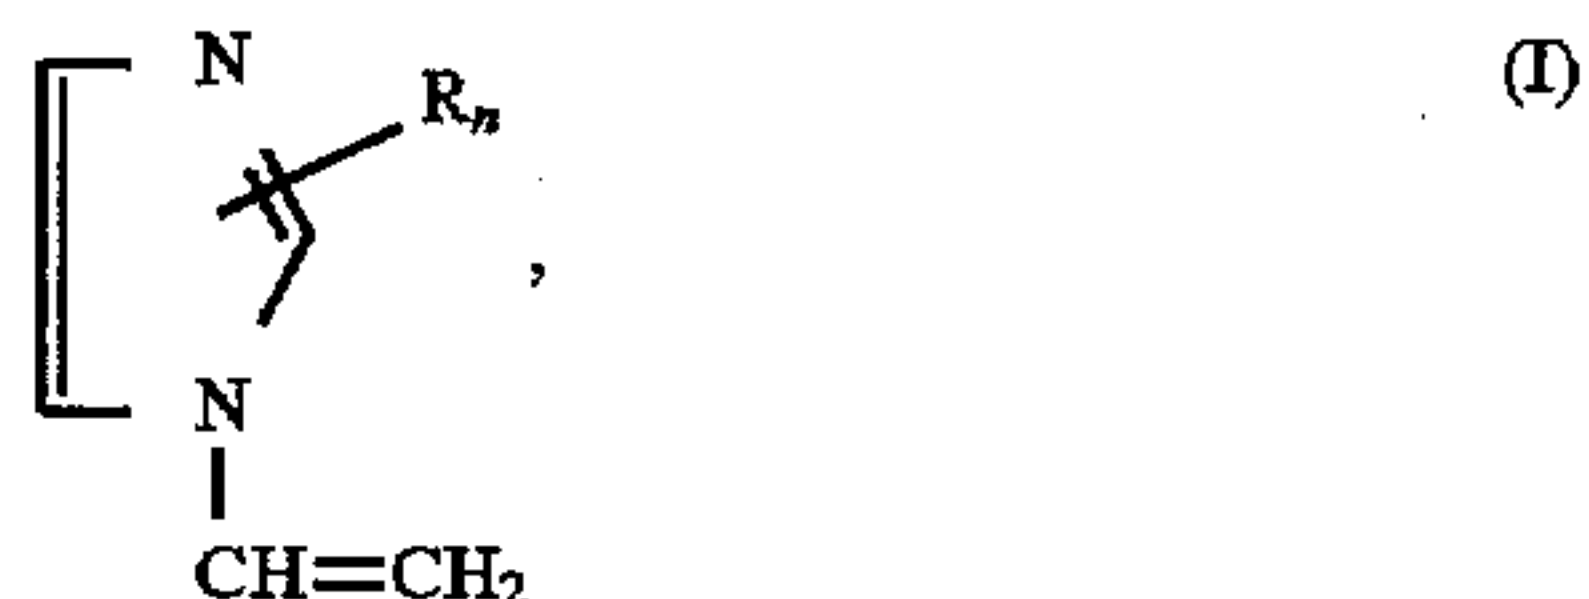 N
Rₙ
(I)
,
N
CH=CH₂